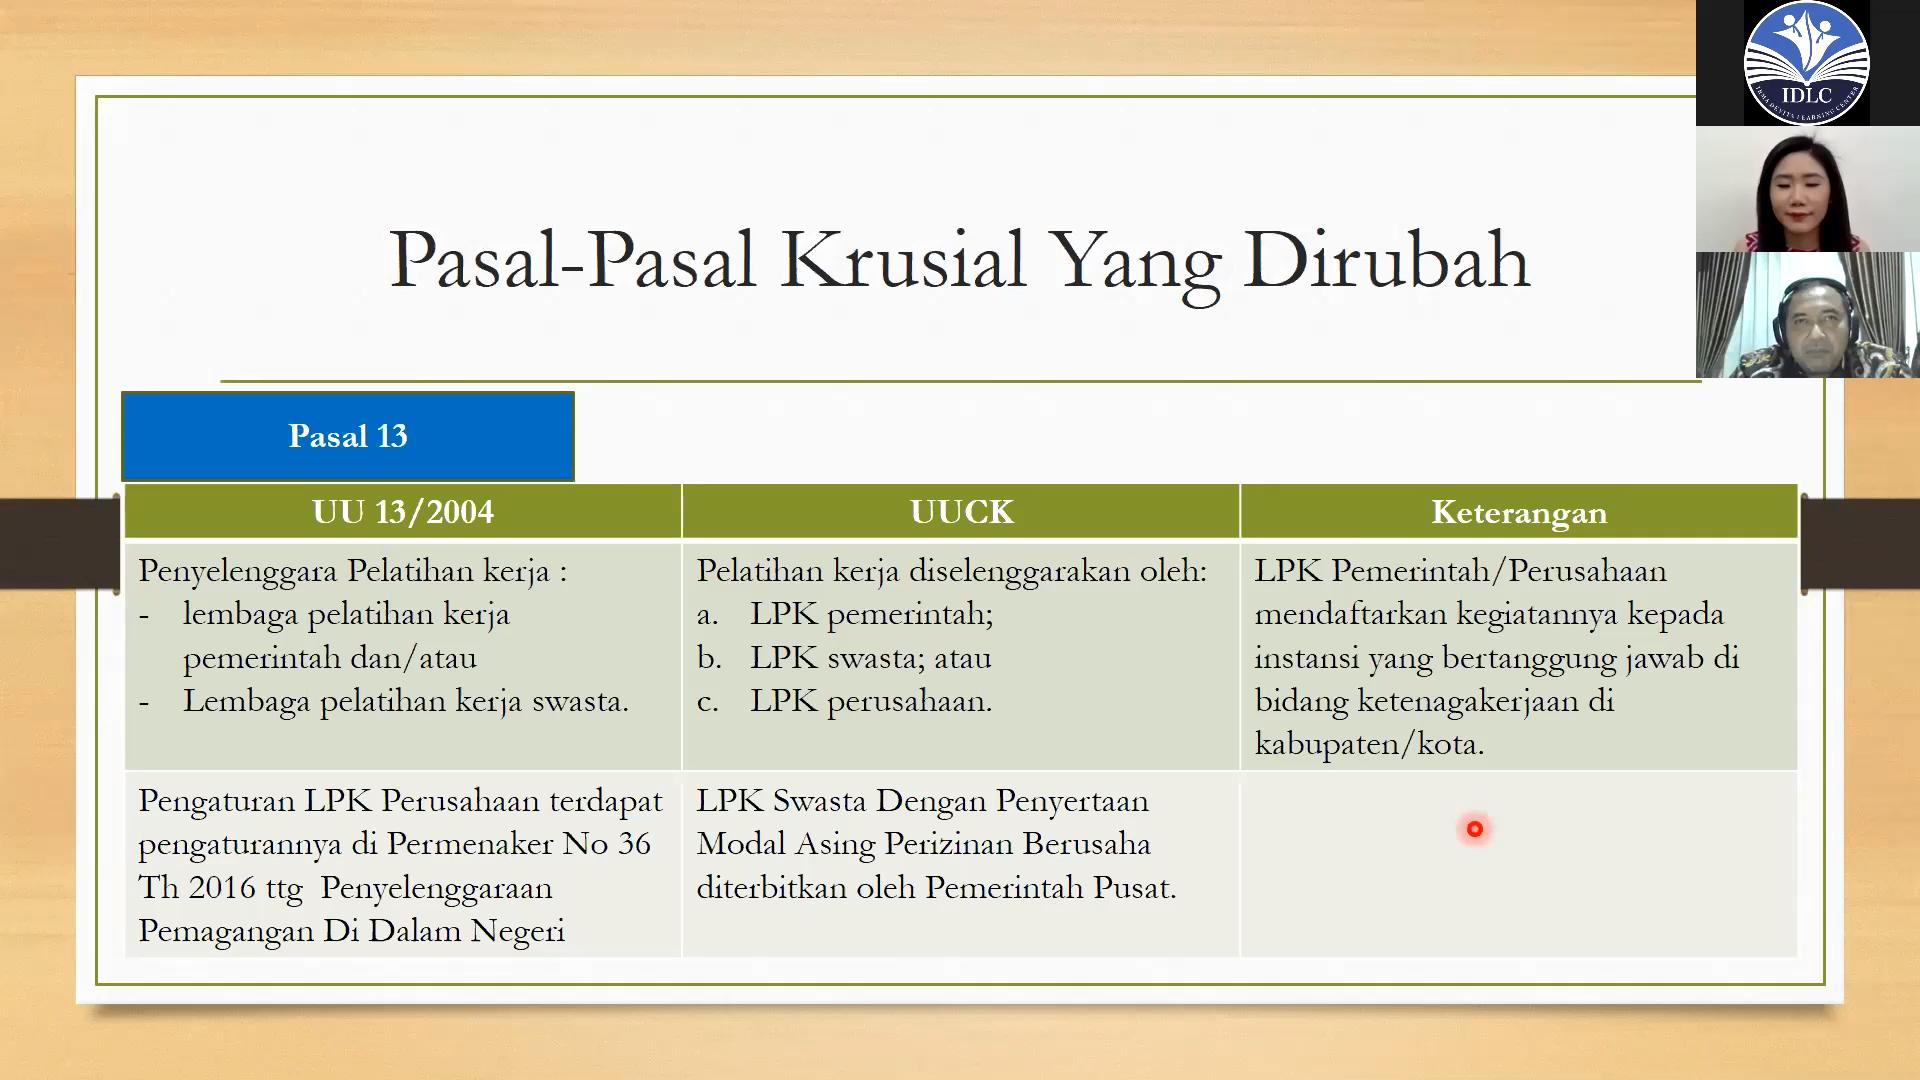 IDLC
IRMA DEVITA LEARNING CENTER
Pasal-Pasal Krusial Yang Dirubah
Pasal 13
UU 13/2004
UUCK
Keterangan
Penyelenggara Pelatihan kerja :
- lembaga pelatihan kerja
pemerintah dan/atau
- Lembaga pelatihan kerja swasta.
Pelatihan kerja diselenggarakan oleh:
a. LPK pemerintah;
b. LPK swasta; atau
c. LPK perusahaan.
LPK Pemerintah/Perusahaan
mendaftarkan kegiatannya kepada
instansi yang bertanggung jawab di
bidang ketenagakerjaan di
kabupaten/kota.
Pengaturan LPK Perusahaan terdapat
pengaturannya di Permenaker No 36
Th 2016 ttg Penyelenggaraan
Pemagangan Di Dalam Negeri
LPK Swasta Dengan Penyertaan
Modal Asing Perizinan Berusaha
diterbitkan oleh Pemerintah Pusat.